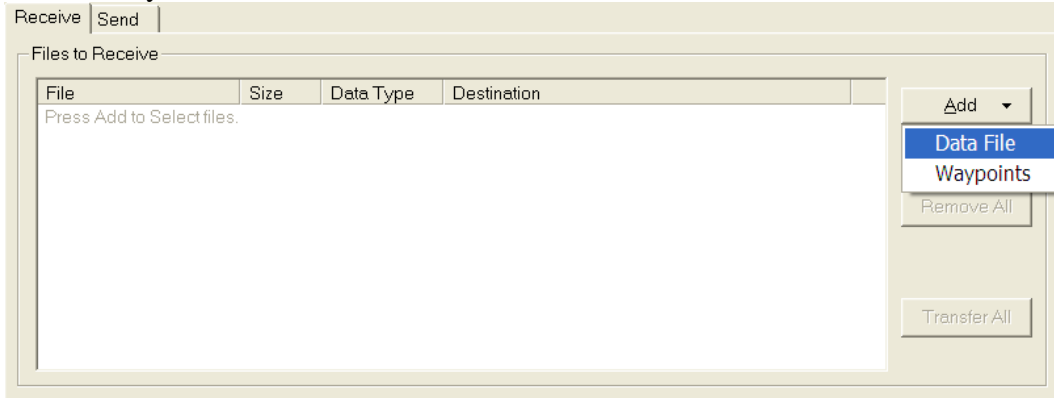 Receive Send
Files to Receive
File Size Data Type Destination
Press Add to Select files.
Add
Data File
Waypoints
Remove All
Transfer All